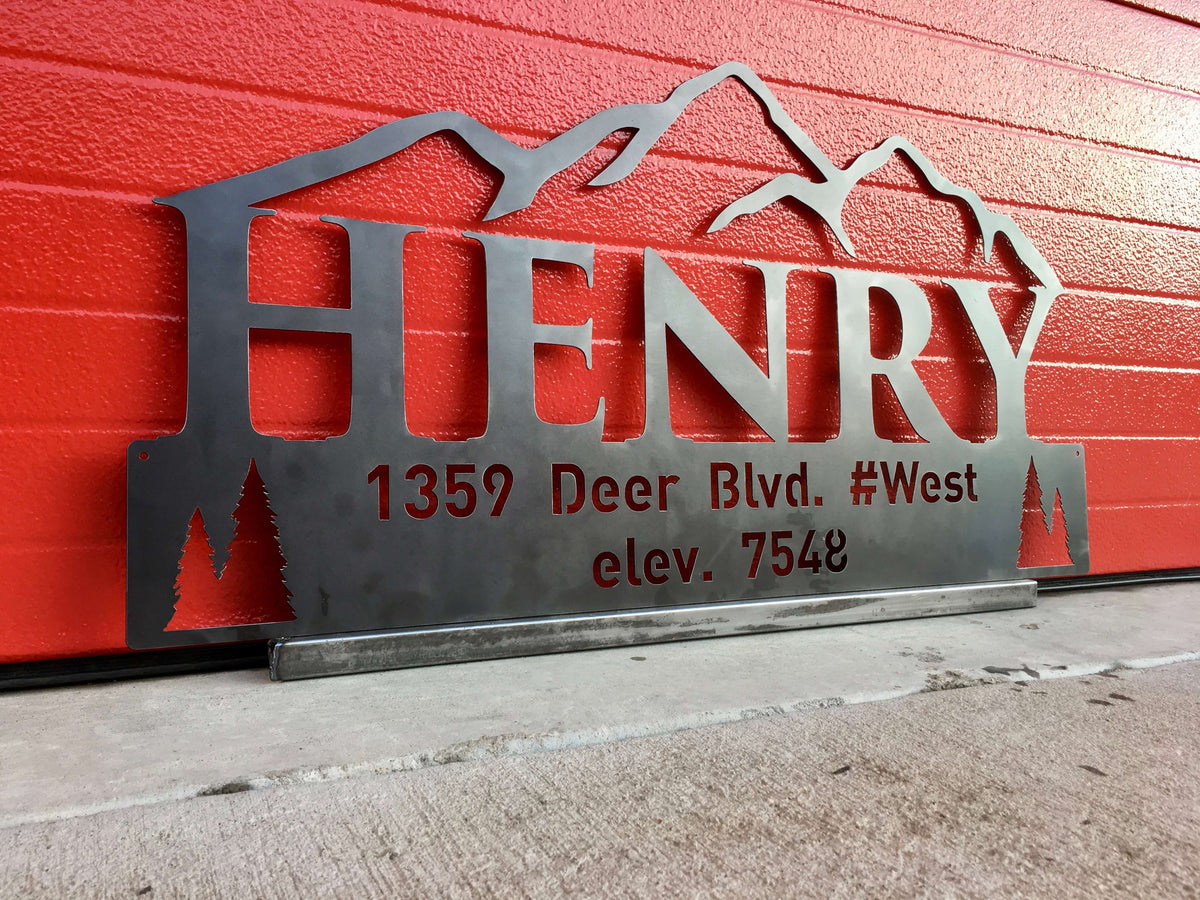 HENRY
1359 Deer Blvd. #West
elev. 7548